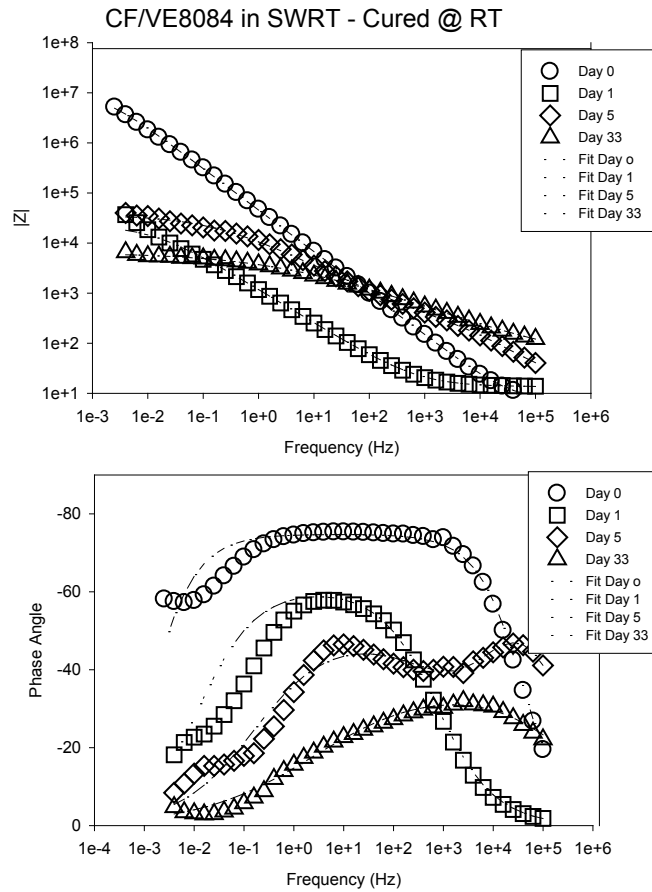 CF/VE8084 in SWRT - Cured @ RT
1e+8
1e+7
1e+6
1e+5
1e+4
1e+3
1e+2
1e+1
|Z|
1e-3 1e-2 1e-1 1e+0 1e+1 1e+2 1e+3 1e+4 1e+5 1e+6
Frequency (Hz)
Day 0
Day 1
Day 5
Day 33
Fit Day o
Fit Day 1
Fit Day 5
Fit Day 33
-80
-60
-40
-20
0
Phase Angle
1e-4 1e-3 1e-2 1e-1 1e+0 1e+1 1e+2 1e+3 1e+4 1e+5 1e+6
Frequency (Hz)
Day 0
Day 1
Day 5
Day 33
Fit Day o
Fit Day 1
Fit Day 5
Fit Day 33